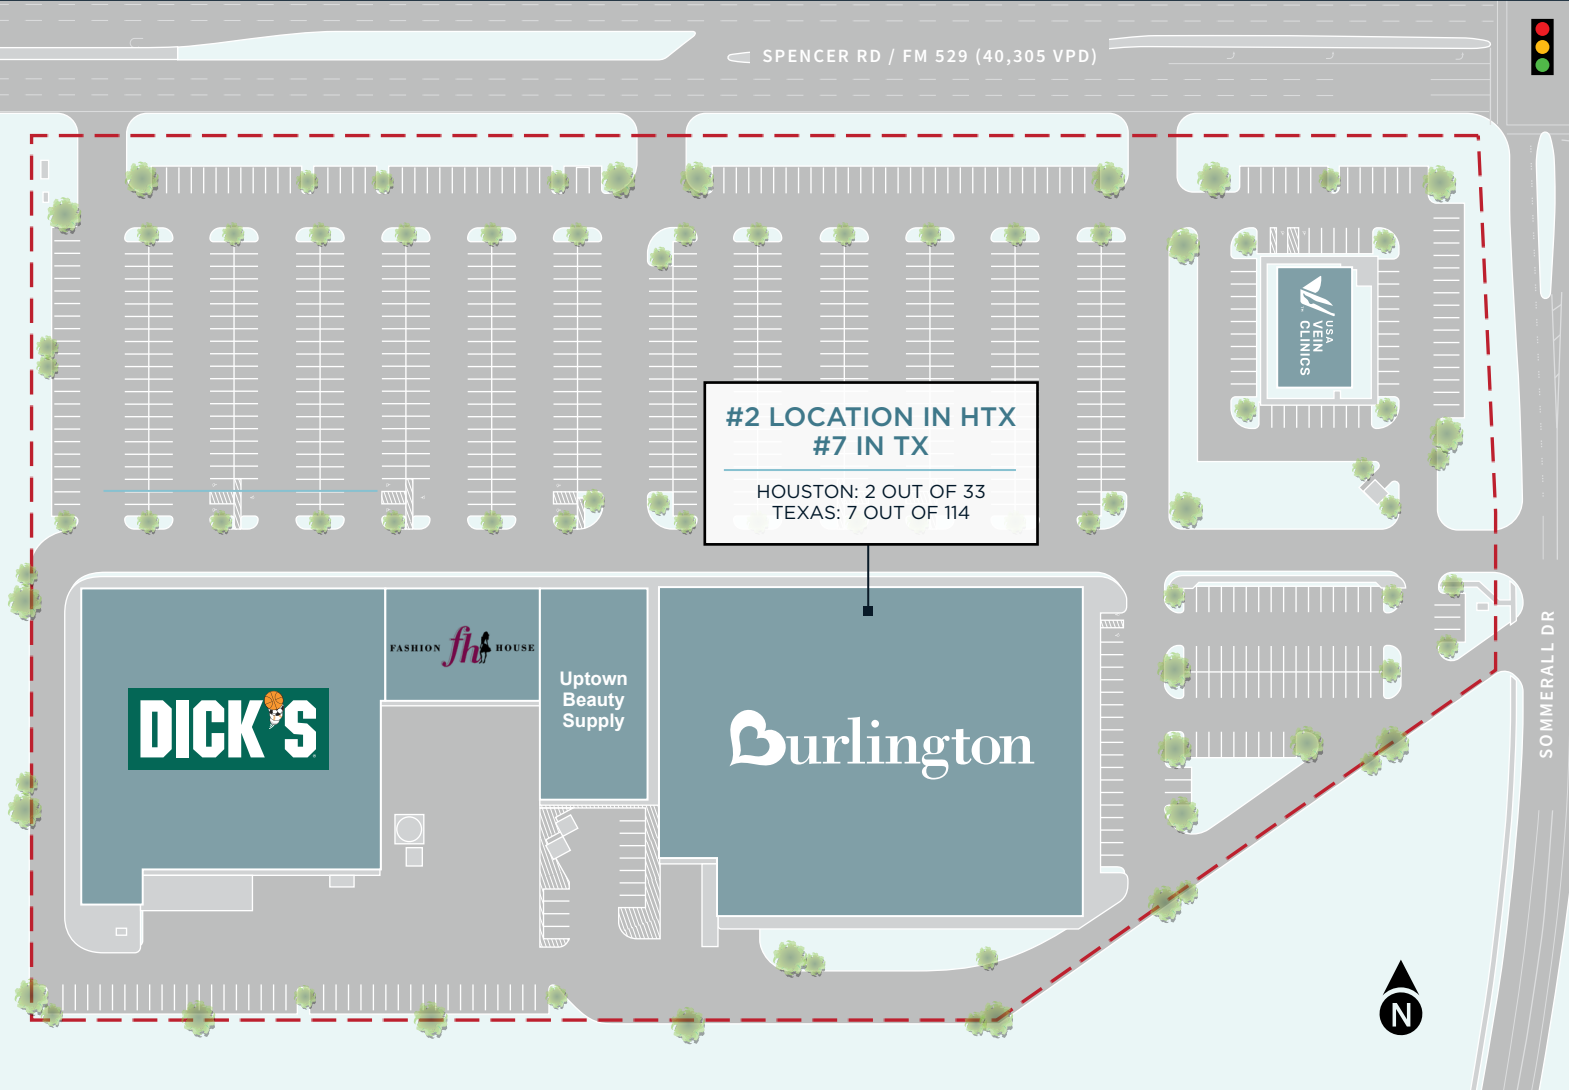 SPENCER RD / FM 529 (40,305 VPD)
USA
VEIN
CLINICS
#2 LOCATION IN HTX
#7 IN TX
HOUSTON: 2 OUT OF 33
TEXAS: 7 OUT OF 114
DICK'S
FASHION fh HOUSE
Uptown
Beauty
Supply
Burlington
SOMMERALL DR
N